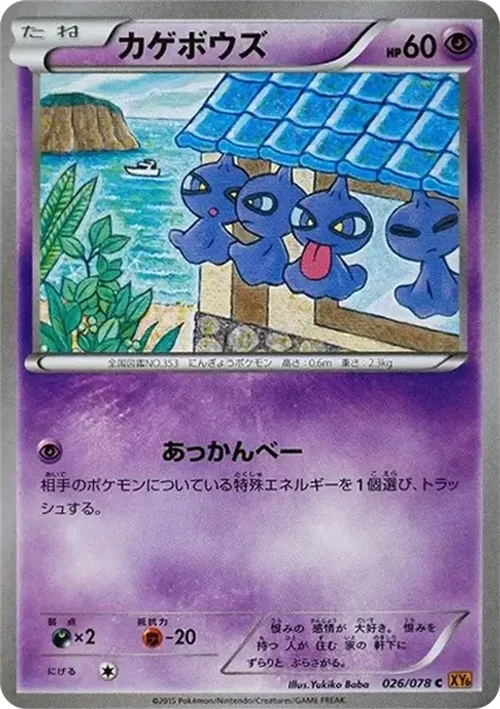 たね カゲボウズ HP60
全国図鑑NO.353 にんぎょうポケモン 高さ:0.6m 重さ:2.3kg
あっかんべー
相手のポケモンについている特殊エネルギーを1個選び、トラッ
シュする。
弱点 抵抗力
×2 -20
にげる
恨みの 感情が 大好き。 恨みを
持つ 人が 住む 家の 軒下に
ずらりと ぶらさがる。
Illus.Yukiko Baba 026/078 C XY6
©2015 Pokémon/Nintendo/Creatures/GAME FREAK.